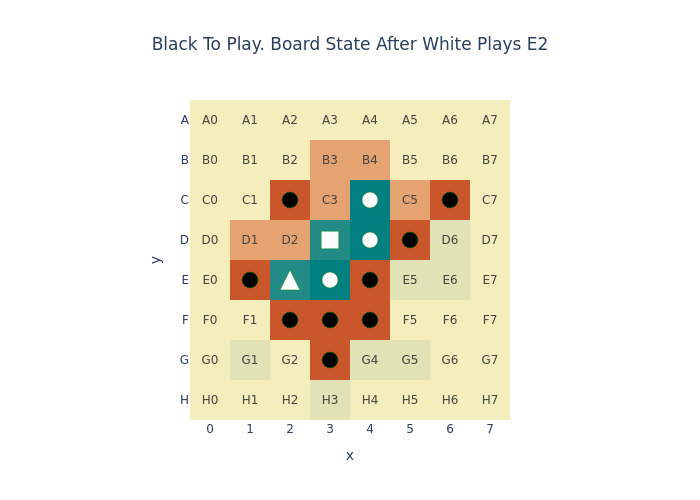 Black To Play. Board State After White Plays E2
A A0 A1 A2 A3 A4 A5 A6 A7
B B0 B1 B2 B3 B4 B5 B6 B7
C C0 C1 C3 C5 C7
D D0 D1 D2 D6 D7
E E0 E5 E6 E7
F F0 F1 F5 F6 F7
G G0 G1 G2 G4 G5 G6 G7
H H0 H1 H2 H3 H4 H5 H6 H7
0 1 2 3 4 5 6 7
x
y